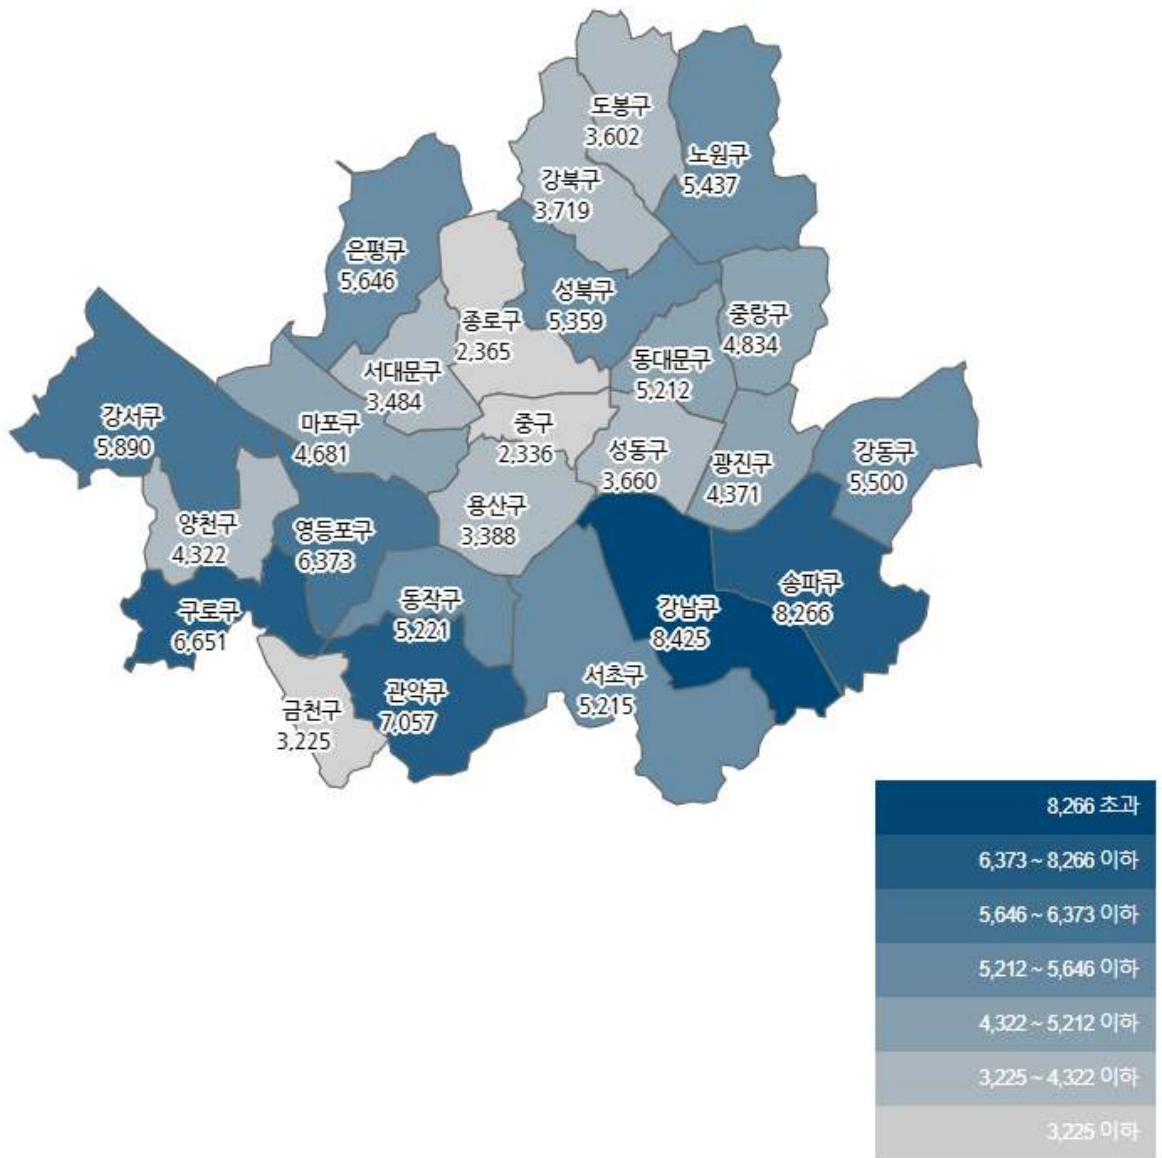 도봉구
3,602
노원구
5,437
강북구
3,719
은평구
5,646
성북구
5,359
종로구
2,365
중랑구
4,834
동대문구
5,212
서대문구
3,484
강서구
5,890
마포구
4,681
중구
2,336
성동구
3,660
광진구
4,371
강동구
5,500
용산구
3,388
양천구
4,322
영등포구
6,373
구로구
6,651
동작구
5,221
강남구
8,425
송파구
8,266
서초구
5,215
관악구
7,057
금천구
3,225
8,266 초과
6,373 ~ 8,266 이하
5,646 ~ 6,373 이하
5,212 ~ 5,646 이하
4,322 ~ 5,212 이하
3,225 ~ 4,322 이하
3,225 이하